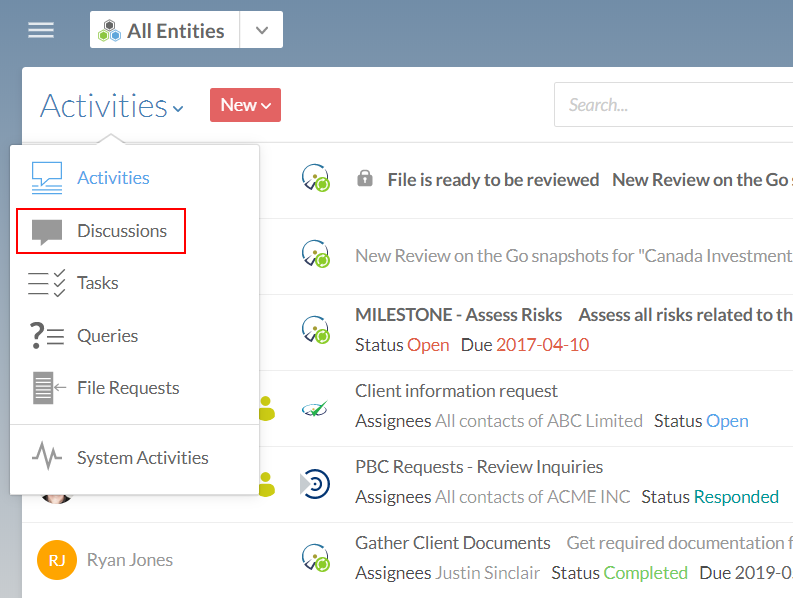 All Entities
Activities
New
Search...
Activities
Discussions
Tasks
Queries
File Requests
System Activities
File is ready to be reviewed New Review on the Go
New Review on the Go snapshots for "Canada Investment
MILESTONE - Assess Risks Assess all risks related to th
Status Open Due 2017-04-10
Client information request
Assignees All contacts of ABC Limited Status Open
PBC Requests - Review Inquiries
Assignees All contacts of ACME INC Status Responded
RJ Ryan Jones
Gather Client Documents Get required documentation f
Assignees Justin Sinclair Status Completed Due 2019-0